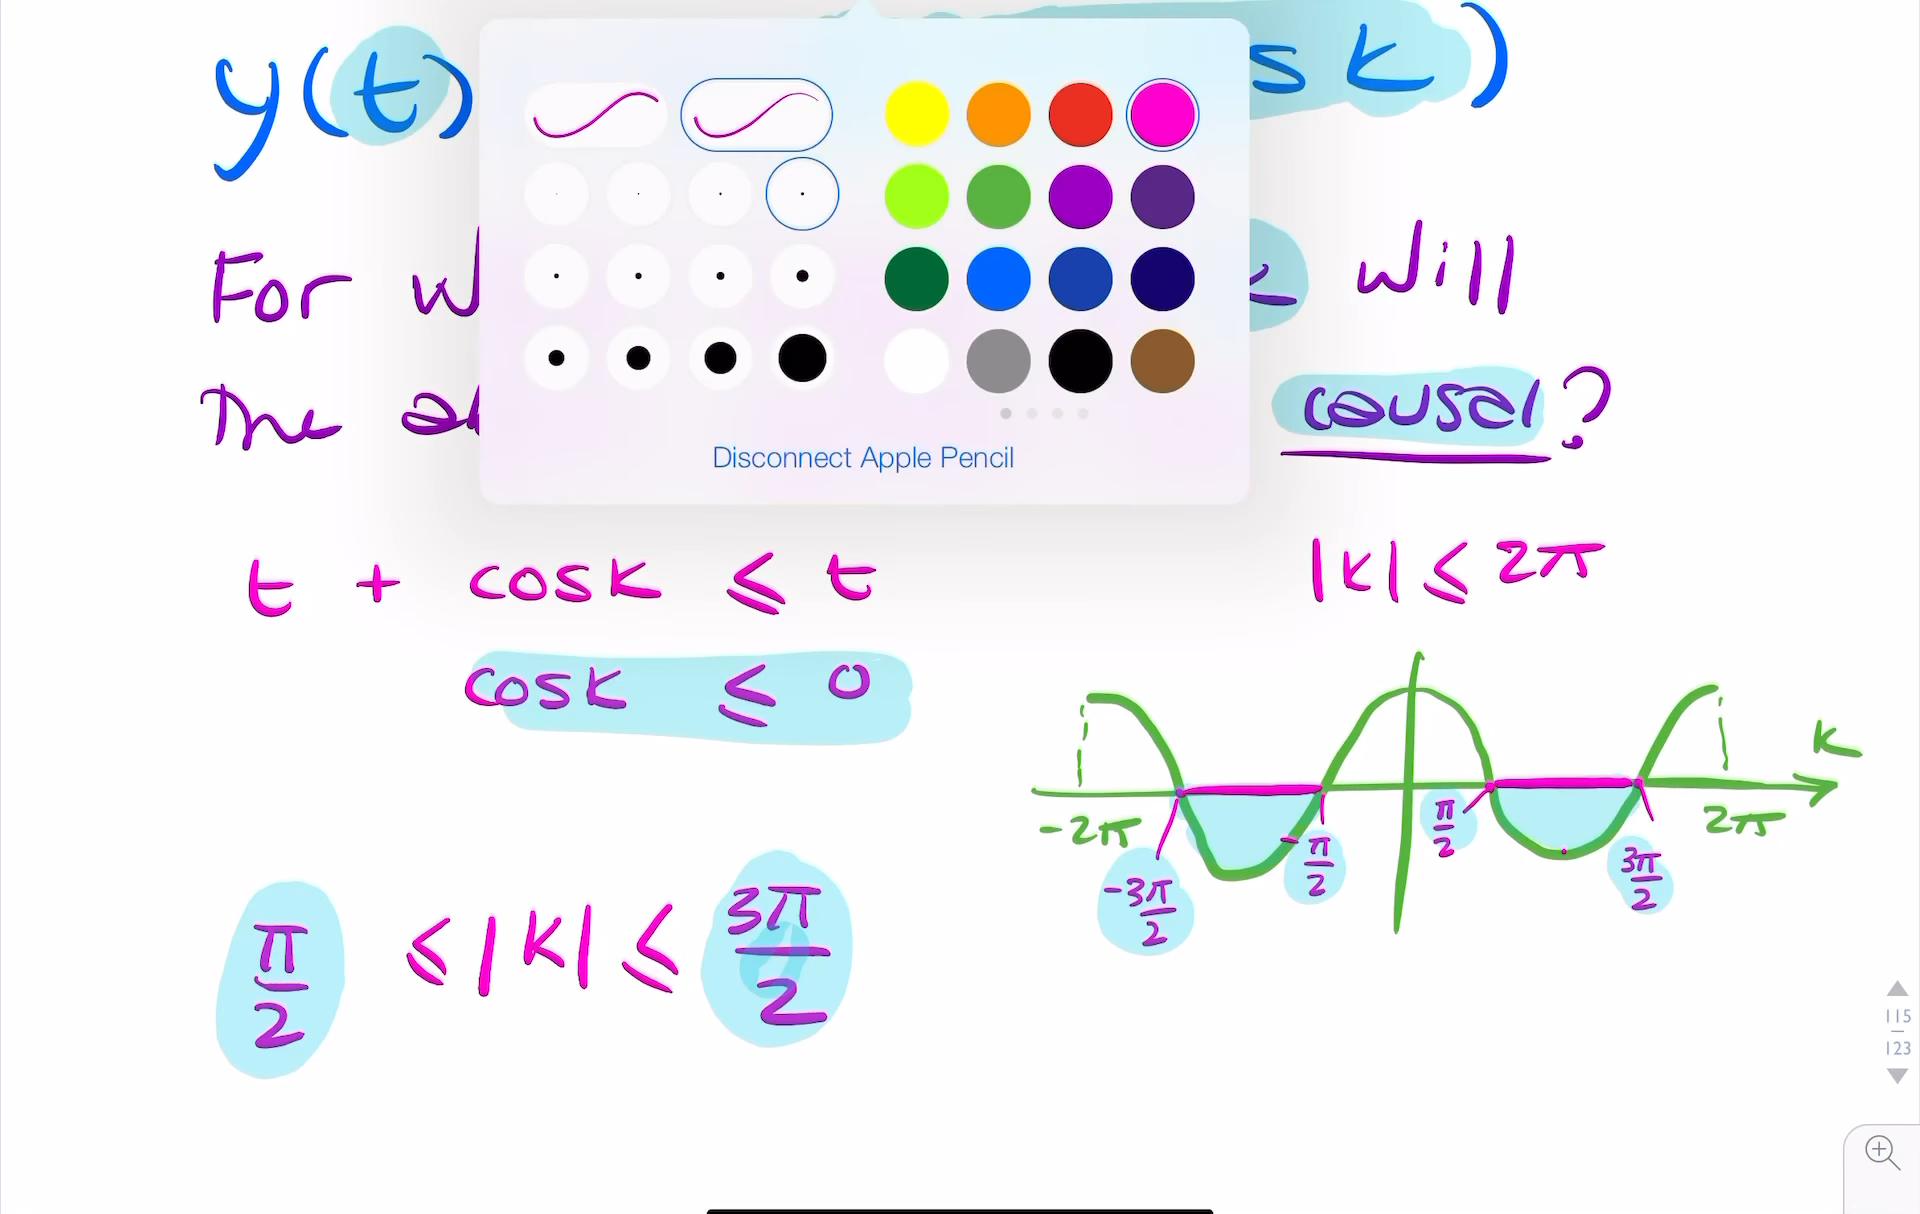 y(t) s k)
For w k will
The ab causal?
Disconnect Apple Pencil
t + cosk ≤ t |k| ≤ 2π
cosk ≤ 0
k
-2π -π/2 π/2 2π
-3π/2 3π/2
π/2 ≤ |k| ≤ 3π/2
115
123